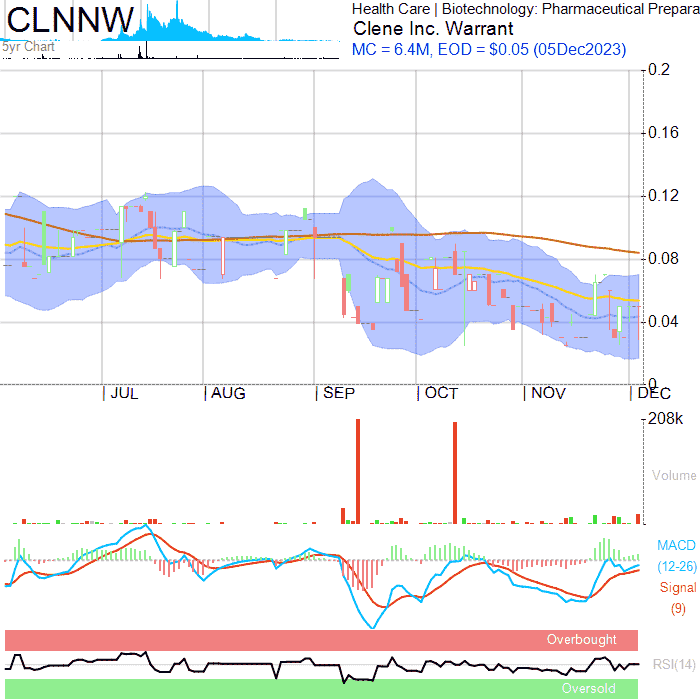 CLNNW
5yr Chart
Health Care | Biotechnology: Pharmaceutical Prepara
Clene Inc. Warrant
MC = 6.4M, EOD = $0.05 (05Dec2023)
0.2
0.16
0.12
0.08
0.04
0
JUL AUG SEP OCT NOV DEC
208k
Volume
MACD
(12-26)
Signal
(9)
Overbought
RSI(14)
Oversold